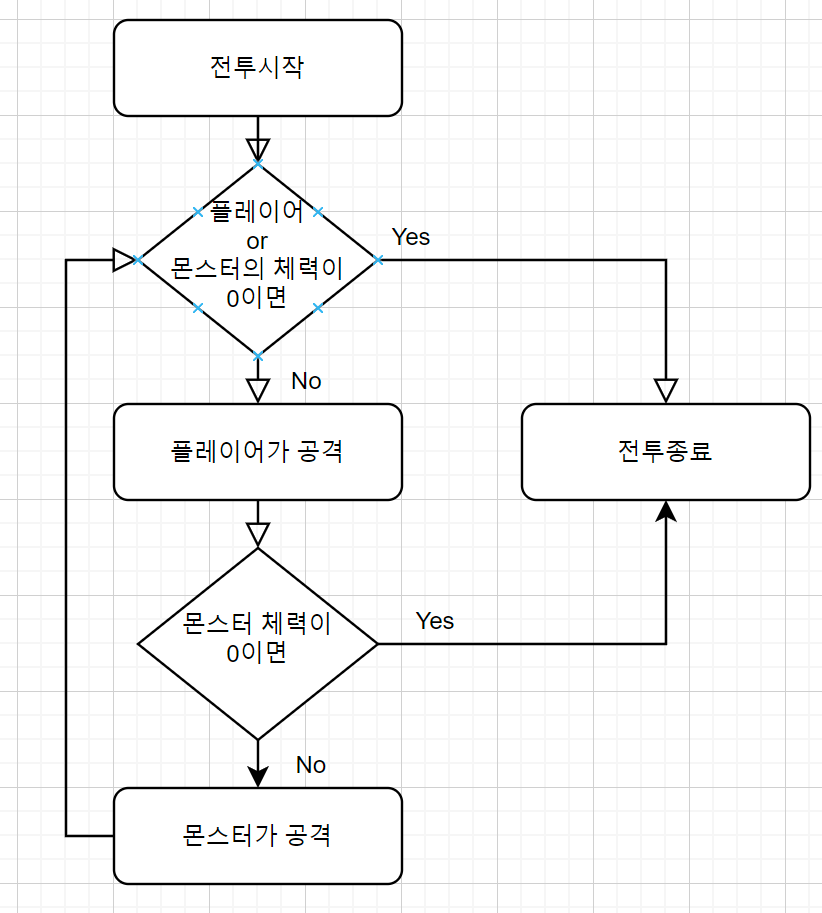 전투시작
플레이어
or
몬스터의 체력이
0이면
Yes
No
플레이어가 공격
전투종료
몬스터 체력이
0이면
Yes
No
몬스터가 공격